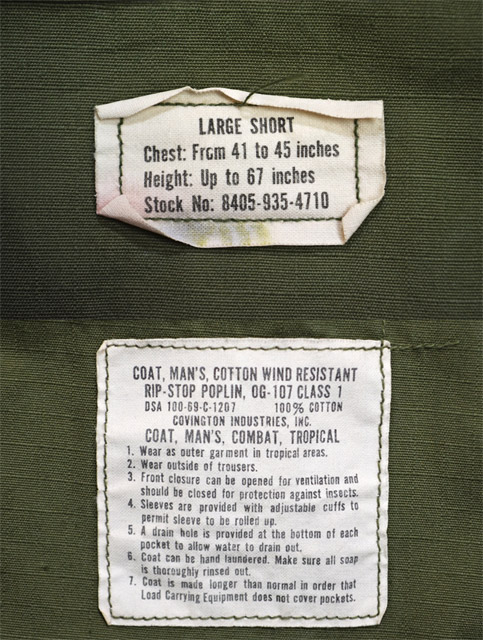 LARGE SHORT
Chest: From 41 to 45 inches
Height: Up to 67 inches
Stock No: 8405-935-4710
COAT, MAN'S, COTTON WIND RESISTANT
RIP-STOP POPLIN, OG-107 CLASS 1
DSA 100-69-C-1207 100% COTTON
COVINGTON INDUSTRIES, INC.
COAT, MAN'S, COMBAT, TROPICAL
1. Wear as outer garment in tropical areas.
2. Wear outside of trousers.
3. Front closure can be opened for ventilation and
should be closed for protection against insects.
4. Sleeves are provided with adjustable cuffs to
permit sleeve to be rolled up.
5. A drain hole is provided at the bottom of each
pocket to allow water to drain out.
6. Coat can be hand laundered. Make sure all soap
is thoroughly rinsed out.
7. Coat is made longer than normal in order that
Load Carrying Equipment does not cover pockets.